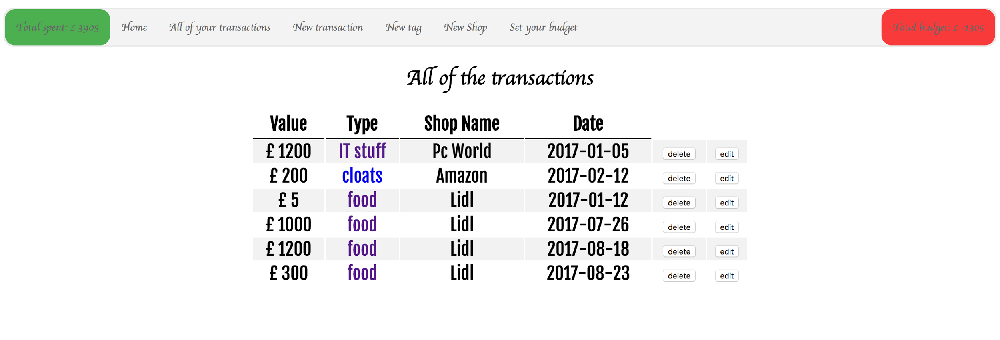 Total spent: £ 3905 Home All of your transactions New transaction New tag New Shop Set your budget Total budget: £ -1305
All of the transactions
Value Type Shop Name Date
£ 1200 IT stuff Pc World 2017-01-05 delete edit
£ 200 cloats Amazon 2017-02-12 delete edit
£ 5 food Lidl 2017-01-12 delete edit
£ 1000 food Lidl 2017-07-26 delete edit
£ 1200 food Lidl 2017-08-18 delete edit
£ 300 food Lidl 2017-08-23 delete edit